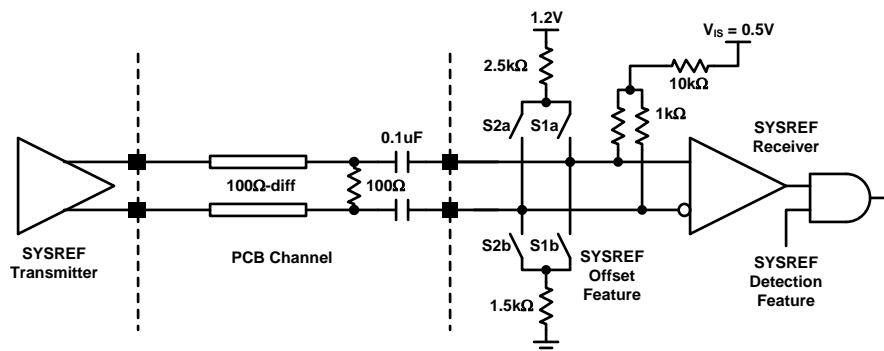 1.2V
V_IS = 0.5V
2.5kΩ
10kΩ
S2a
S1a
1kΩ
SYSREF
Receiver
0.1uF
100Ω-diff
100Ω
SYSREF
Transmitter
PCB Channel
S2b
S1b
SYSREF
Offset
Feature
SYSREF
Detection
Feature
1.5kΩ